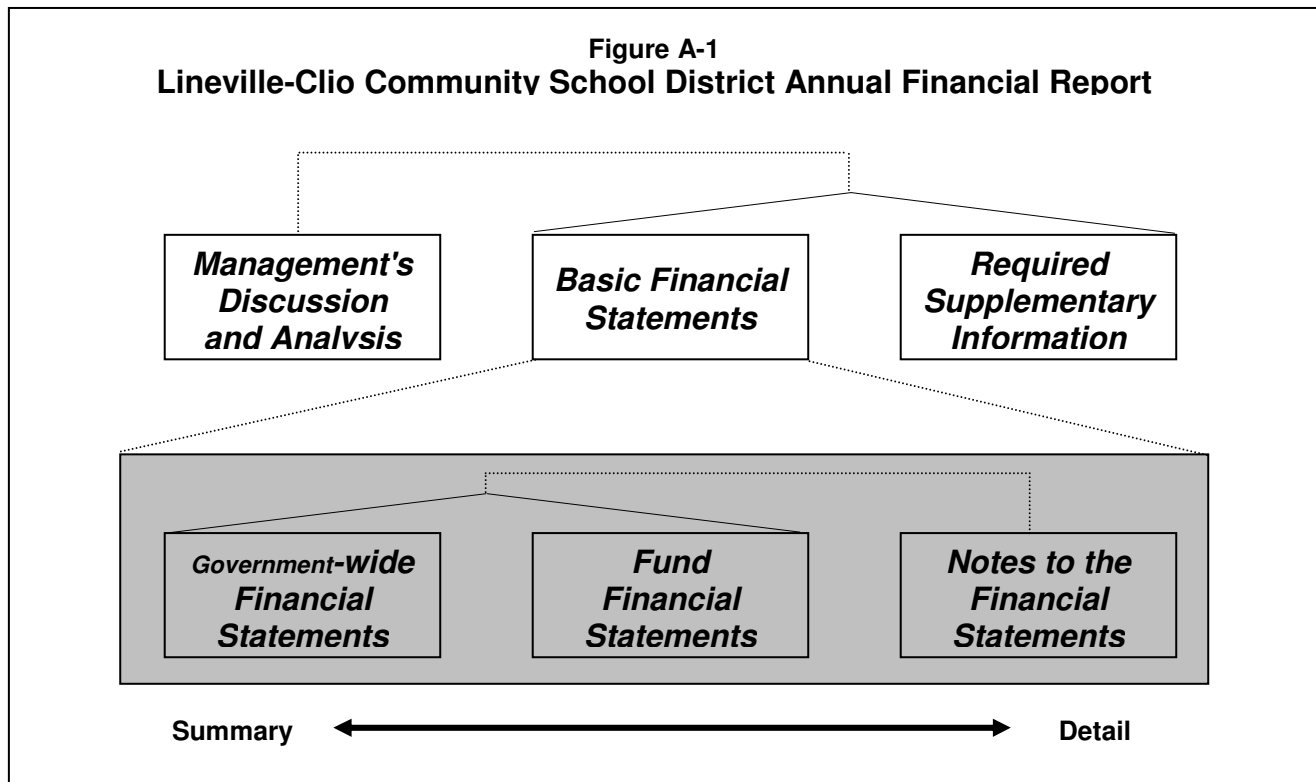 Figure A-1
Lineville-Clio Community School District Annual Financial Report
Management's
Discussion
and Analysis
Basic Financial
Statements
Required
Supplementary
Information
Government-wide
Financial
Statements
Fund
Financial
Statements
Notes to the
Financial
Statements
Summary
Detail